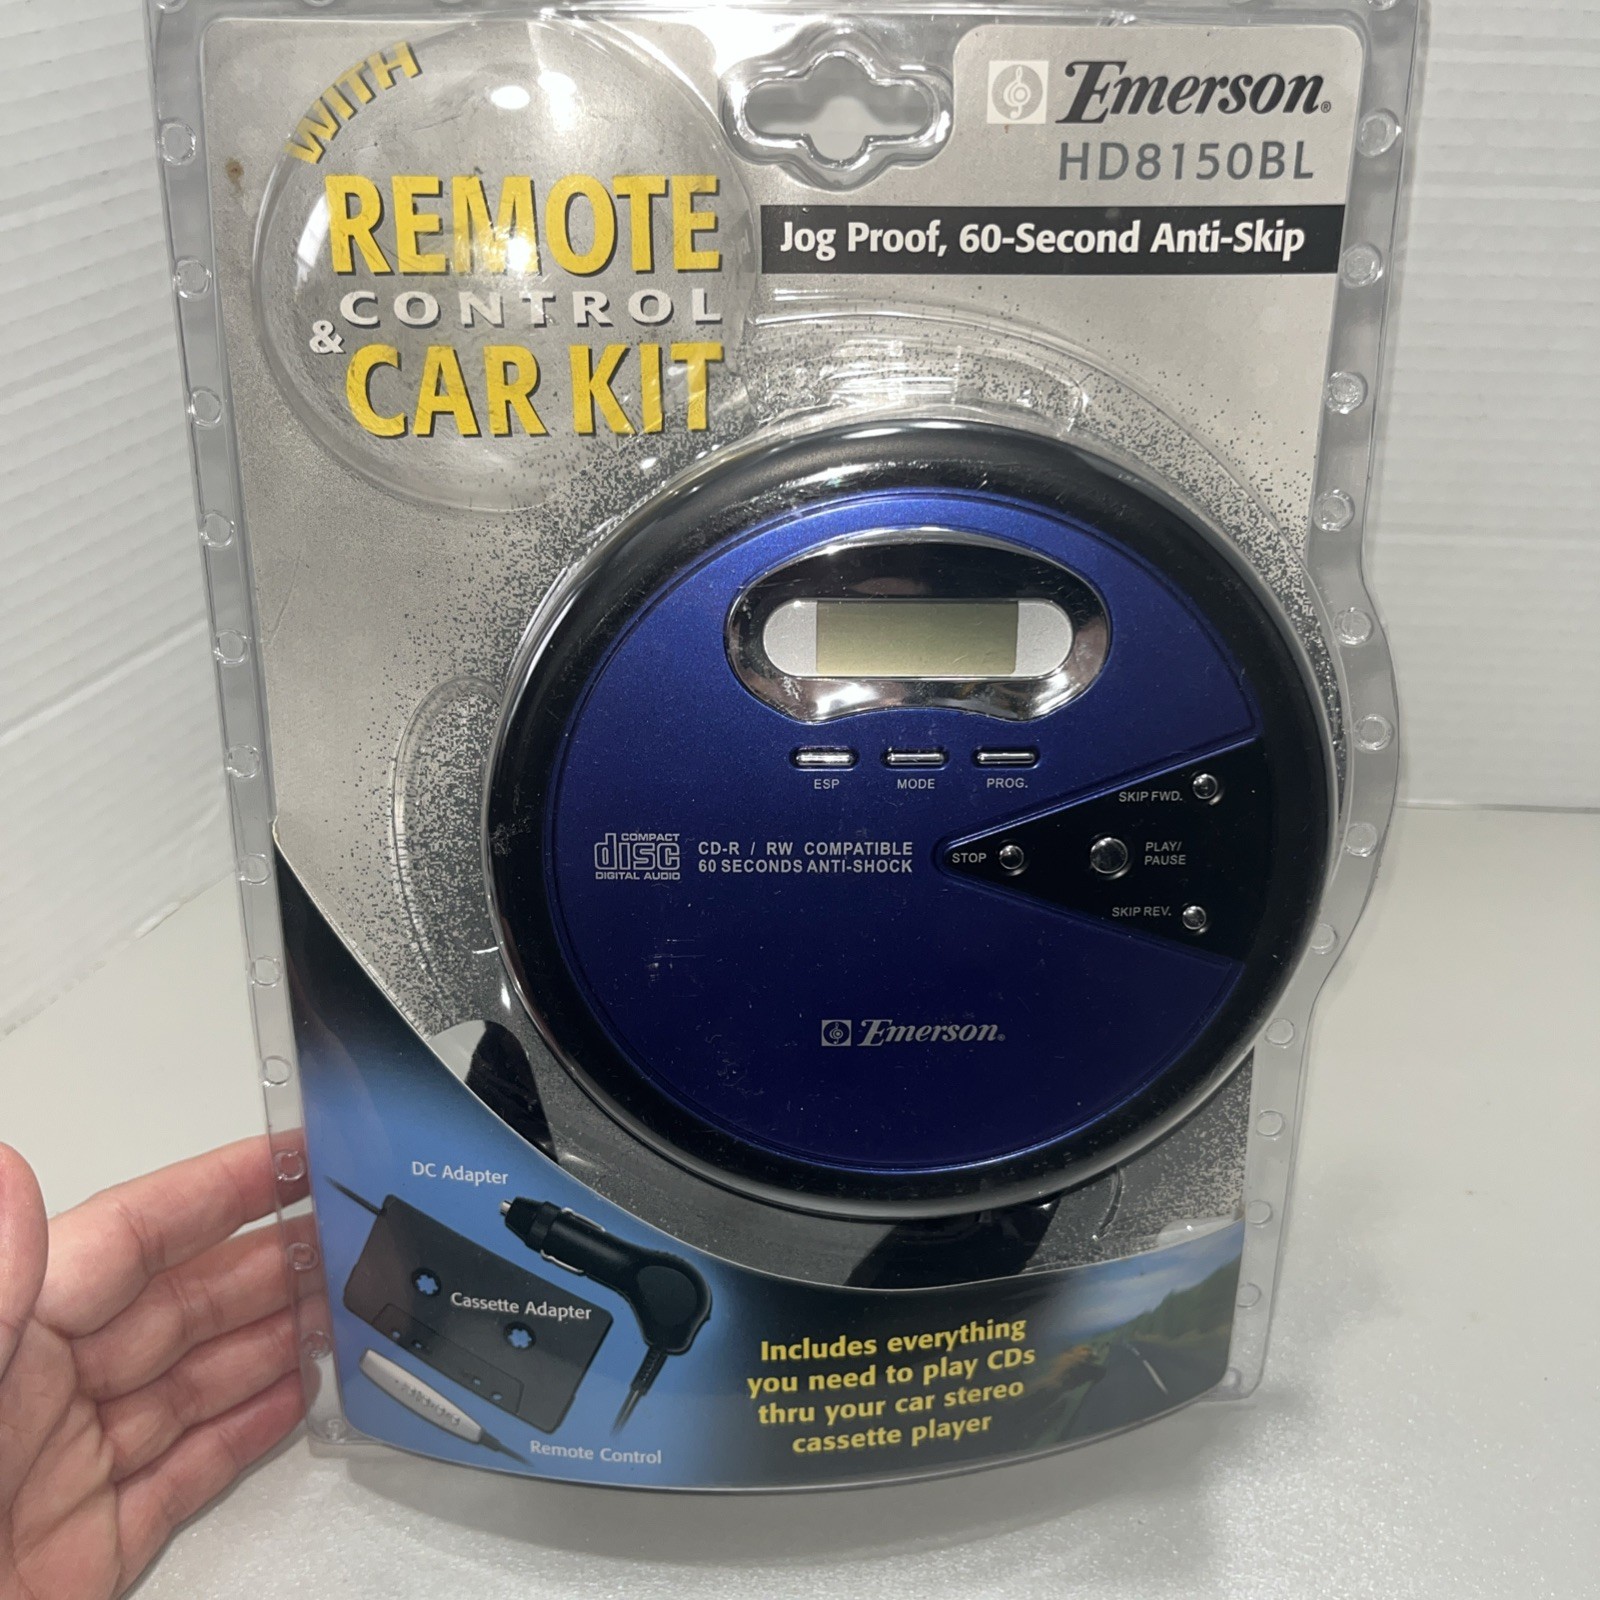 WITH
REMOTE
CONTROL
& CAR KIT
Emerson®
HD8150BL
Jog Proof, 60-Second Anti-Skip
ESP MODE PROG.
SKIP FWD.
STOP
PLAY/
PAUSE
SKIP REV.
COMPACT
disc
DIGITAL AUDIO
CD-R / RW COMPATIBLE
60 SECONDS ANTI-SHOCK
Emerson®
DC Adapter
Cassette Adapter
Remote Control
Includes everything
you need to play CDs
thru your car stereo
cassette player